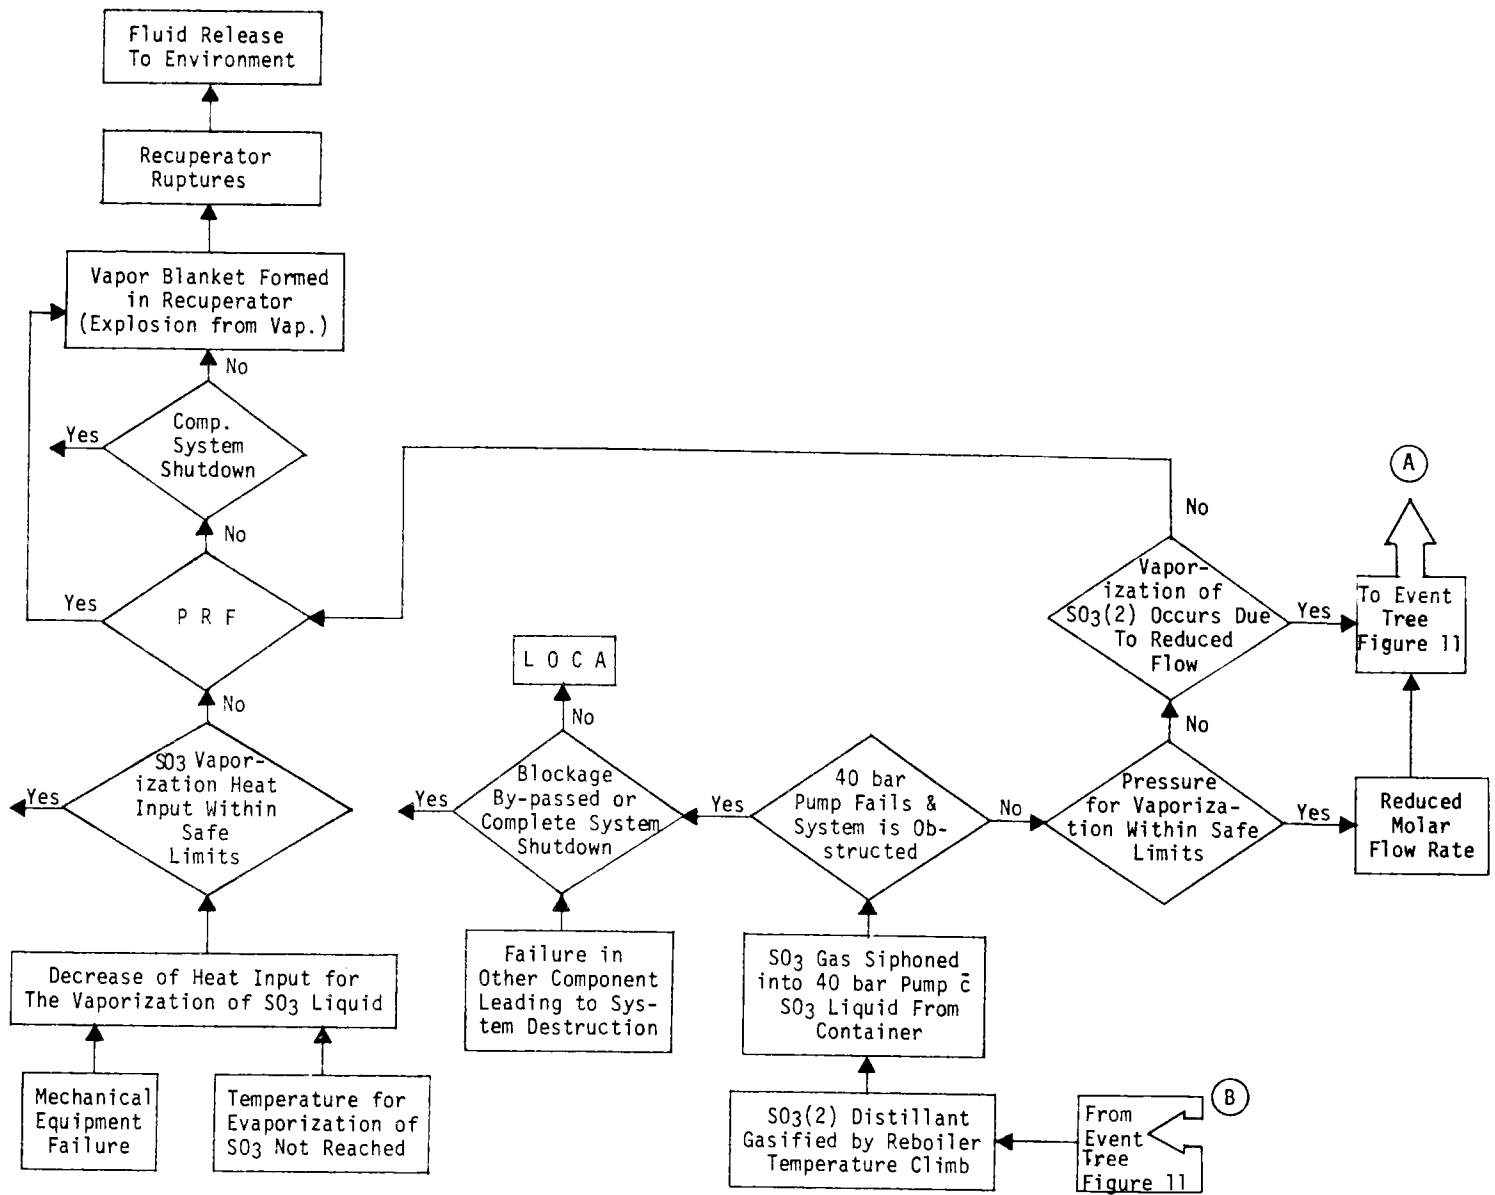 Fluid Release
To Environment
Recuperator
Ruptures
Vapor Blanket Formed
in Recuperator
(Explosion from Vap.)
No
Comp.
System
Shutdown
Yes
No
P R F
Yes
No
SO3 Vapor-
ization Heat
Input Within
Safe
Limits
Yes
Decrease of Heat Input for
The Vaporization of SO3 Liquid
Mechanical
Equipment
Failure
Temperature for
Evaporization of
SO3 Not Reached
L O C A
No
Blockage
By-passed or
Complete System
Shutdown
Yes
Failure in
Other Component
Leading to Sys-
tem Destruction
Yes
40 bar
Pump Fails &
System is Ob-
structed
No
SO3 Gas Siphoned
into 40 bar Pump c̄
SO3 Liquid From
Container
SO3(2) Distillant
Gasified by Reboiler
Temperature Climb
From
Event
Tree
Figure 11
B
Pressure
for Vaporiza-
tion Within Safe
Limits
Yes
No
Vapor-
ization of
SO3(2) Occurs Due
To Reduced
Flow
No
Yes
Reduced
Molar
Flow Rate
To Event
Tree
Figure 11
A